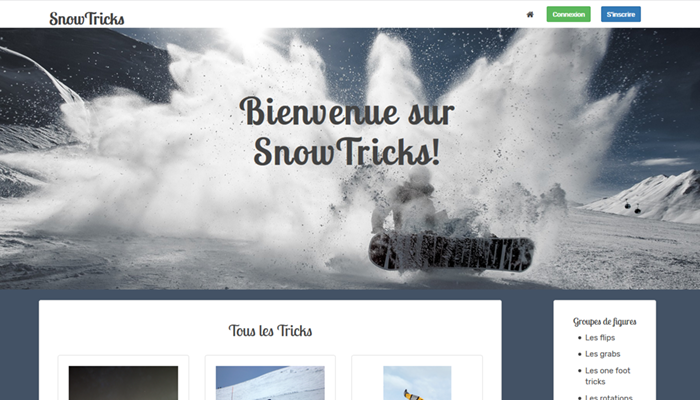 SnowTricks
Connexion
S'inscrire
Bienvenue sur
SnowTricks!
Tous les Tricks
Groupes de figures
Les flips
Les grabs
Les one foot
tricks
Les rotations